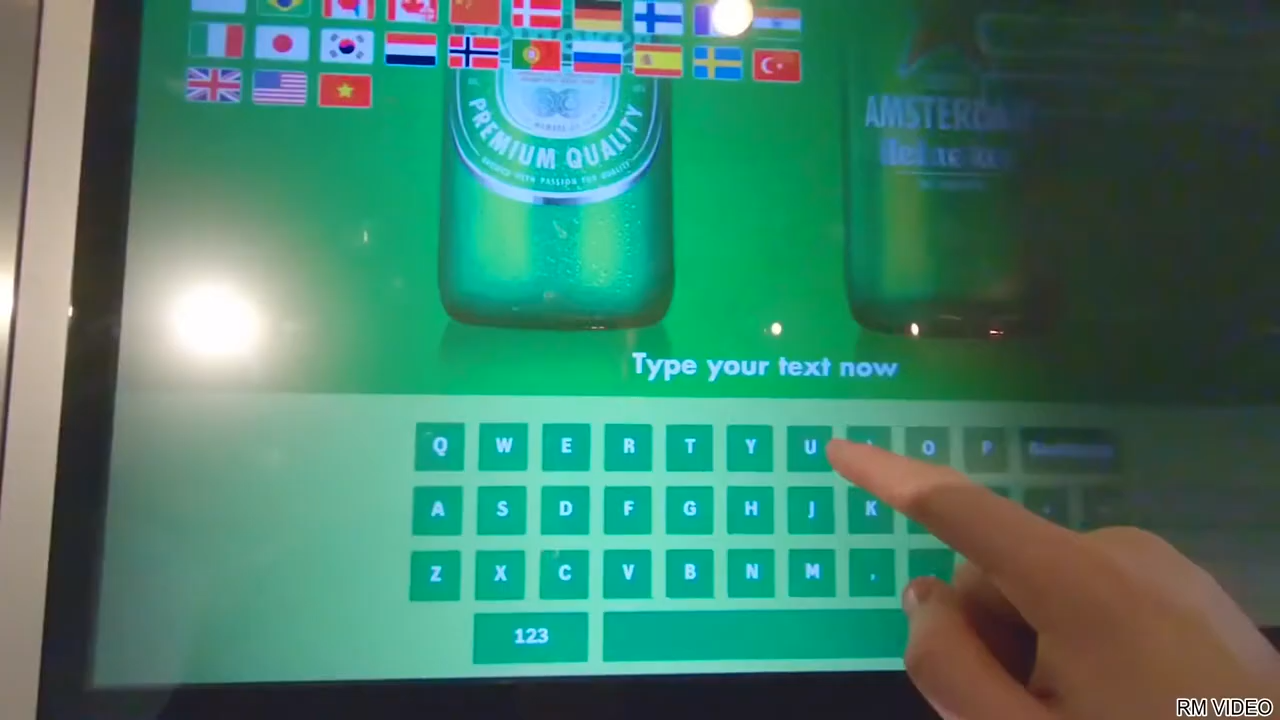 PREMIUM QUALITY
AMSTERDAM
Type your text now
Q W E R T Y U O P
A S D F G H J K
Z X C V B N M ,
123
RM VIDEO